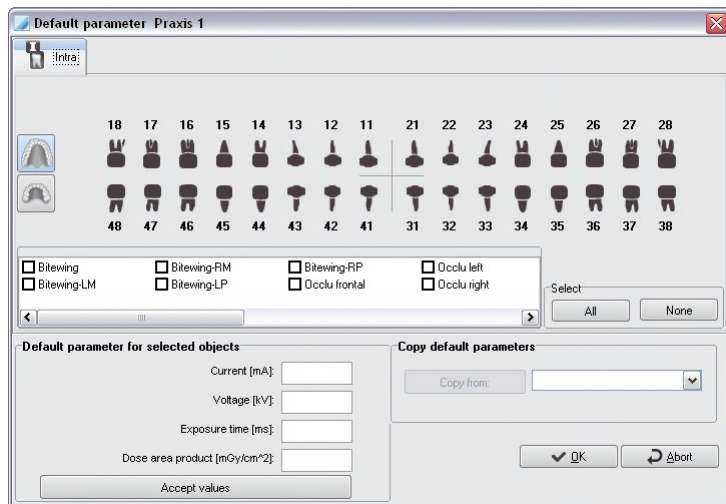 Default parameter Praxis 1
Intra
18 17 16 15 14 13 12 11 21 22 23 24 25 26 27 28
48 47 46 45 44 43 42 41 31 32 33 34 35 36 37 38
Bitewing Bitewing-RM Bitewing-RP Occlu left
Bitewing-LM Bitewing-LP Occlu frontal Occlu right
Select
All None
Default parameter for selected objects
Current [mA]:
Voltage [kV]:
Exposure time [ms]:
Dose area product [mGy/cm^2]:
Accept values
Copy default parameters
Copy from:
OK Abort